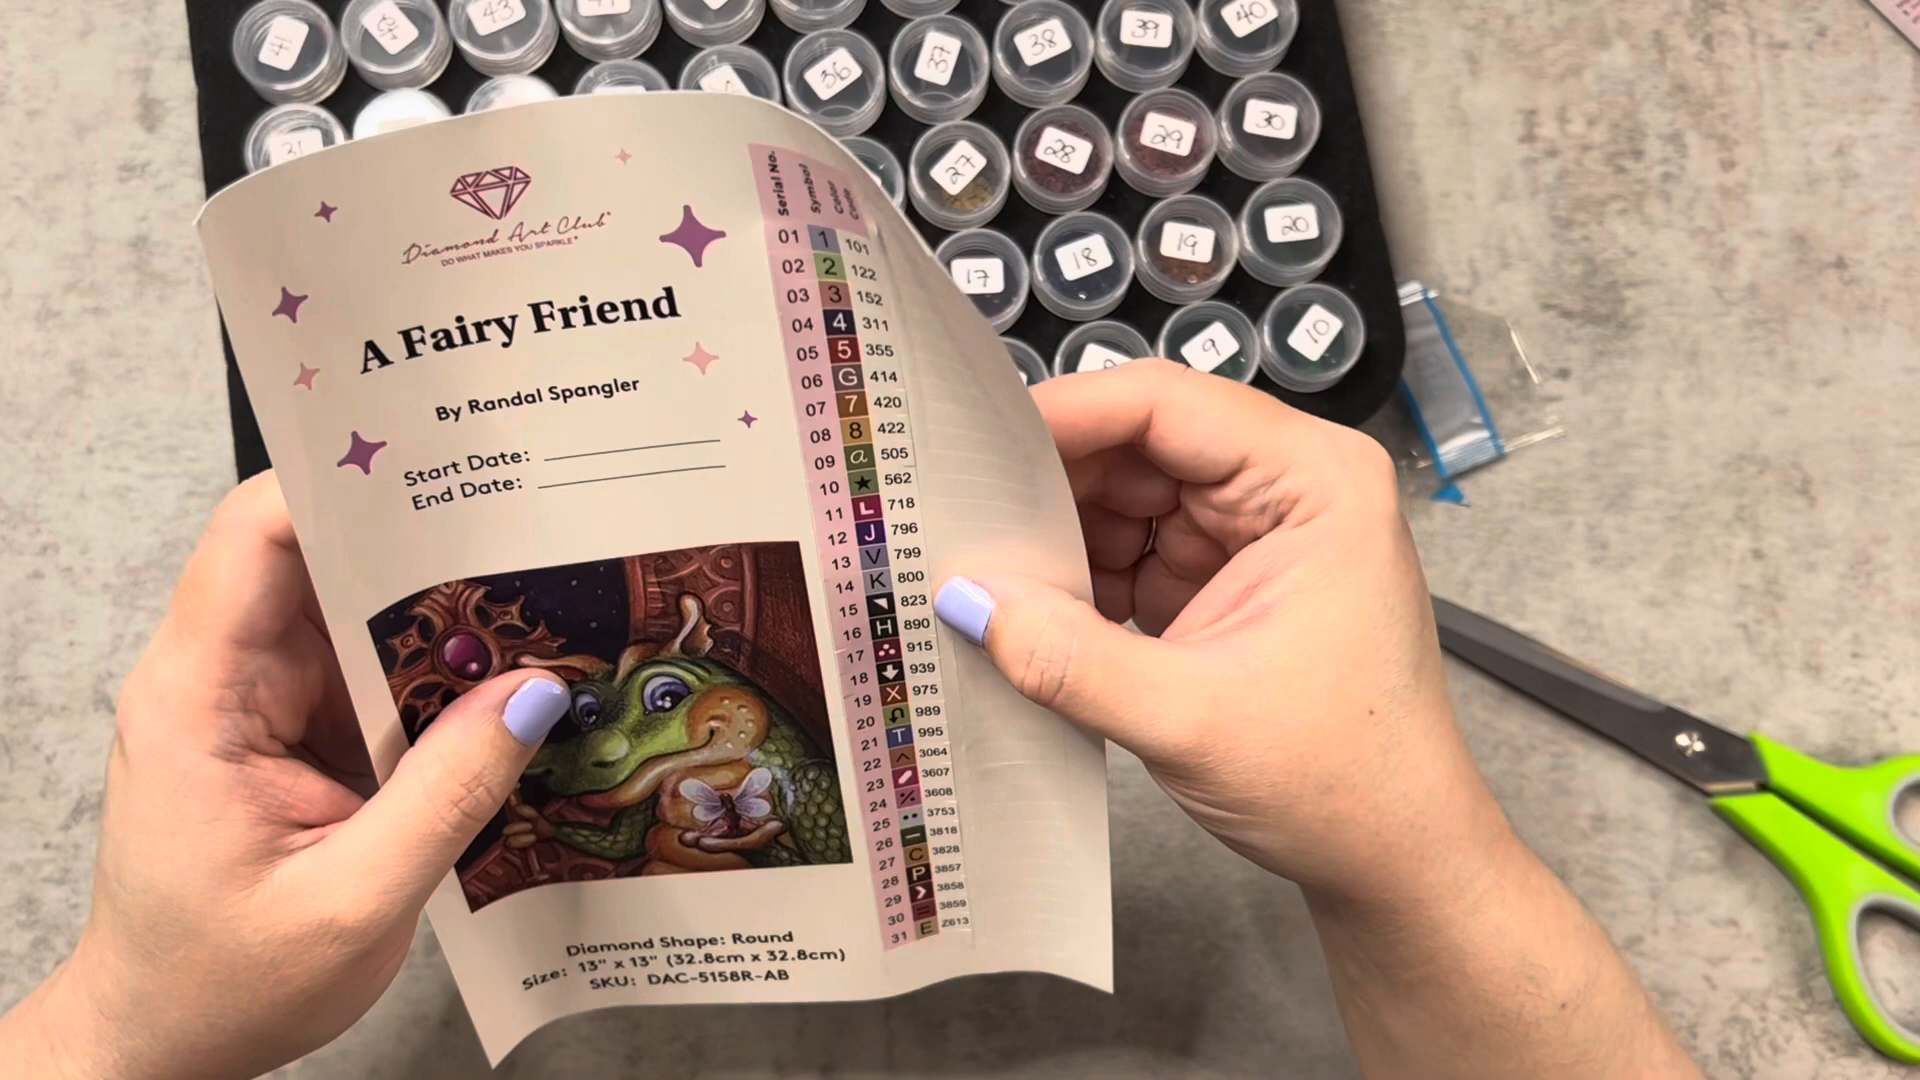 41
42
43
36
37
38
39
40
31
27
28
29
30
17
18
19
20
9
10
Diamond Art Club®
DO WHAT MAKES YOU SPARKLE®
A Fairy Friend
By Randal Spangler
Start Date:
End Date:
Diamond Shape: Round
Size: 13" x 13" (32.8cm x 32.8cm)
SKU: DAC-5158R-AB
Serial No. Symbol Color Code
01 1 101
02 2 122
03 3 152
04 4 311
05 5 355
06 G 414
07 7 420
08 8 422
09 a 505
10 ★ 562
11 L 718
12 J 796
13 V 799
14 K 800
15 ◥ 823
16 H 890
17 915
18 939
19 X 975
20 989
21 T 995
22 ^ 3064
23 3607
24 3608
25 •• 3753
26 – 3818
27 C 3828
28 P 3857
29 3858
30 = 3859
31 E Z613